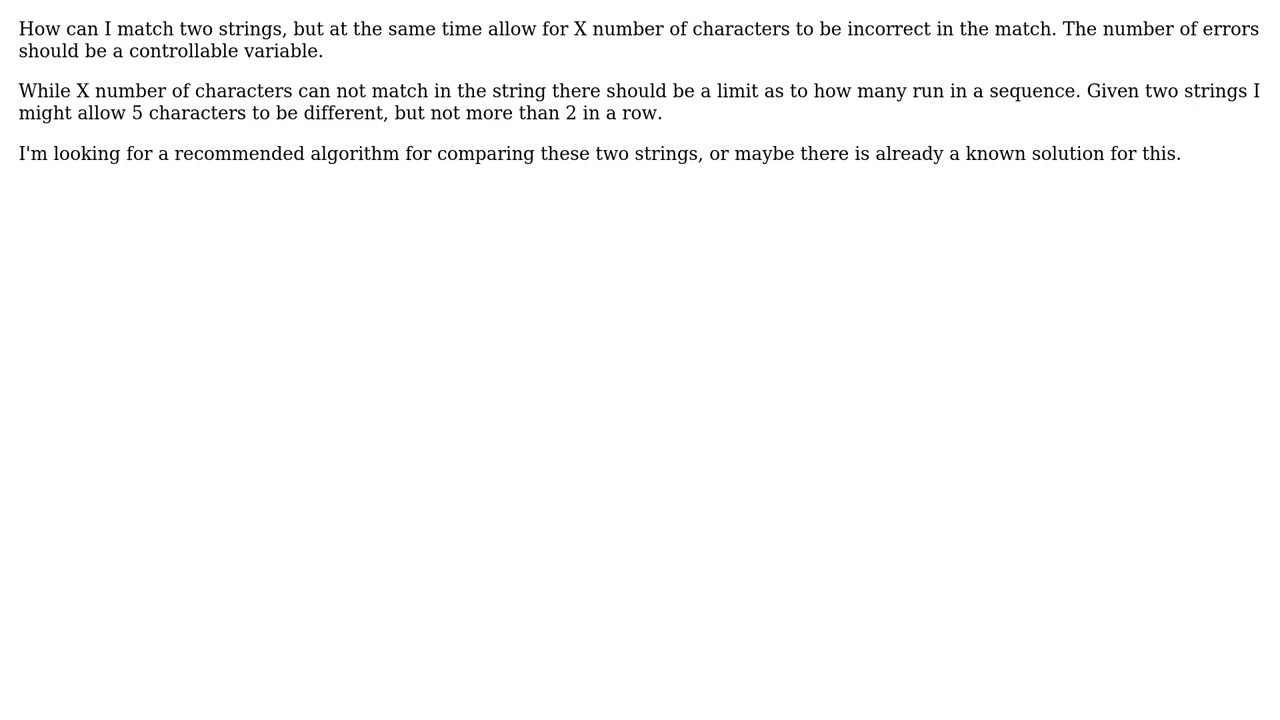 How can I match two strings, but at the same time allow for X number of characters to be incorrect in the match. The number of errors
should be a controllable variable.
While X number of characters can not match in the string there should be a limit as to how many run in a sequence. Given two strings I
might allow 5 characters to be different, but not more than 2 in a row.
I'm looking for a recommended algorithm for comparing these two strings, or maybe there is already a known solution for this.